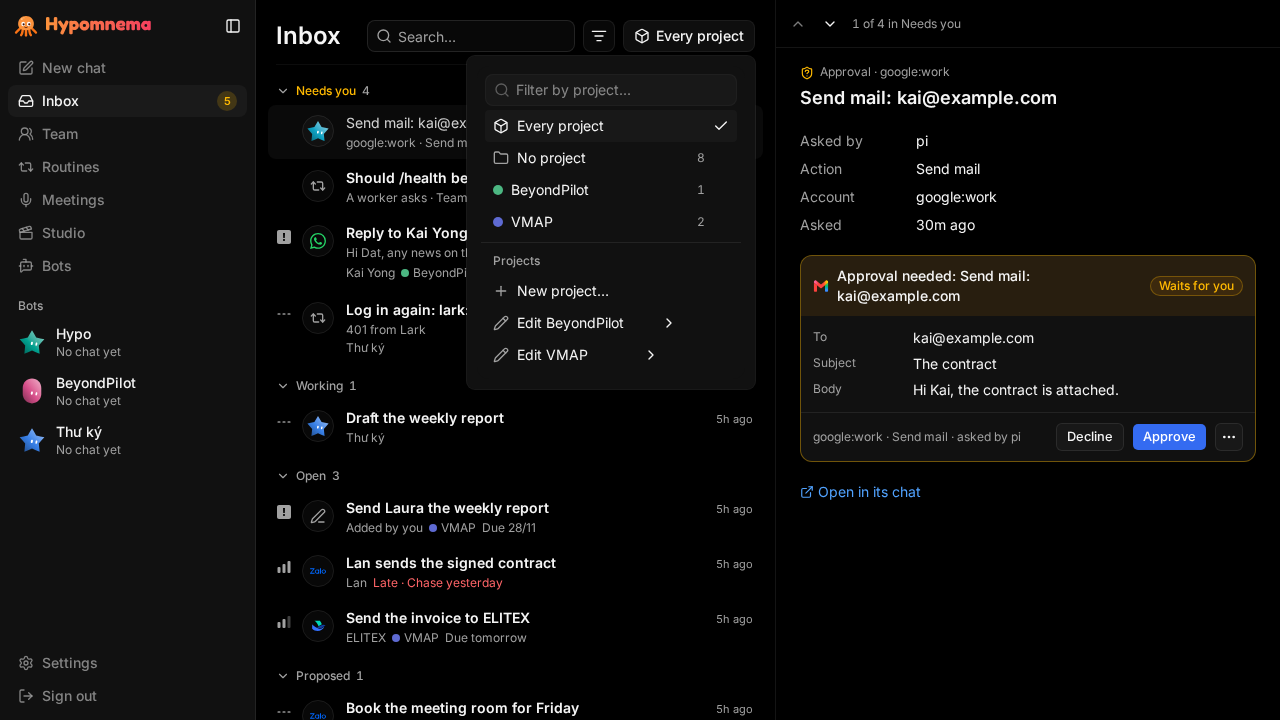 Hypomnema
New chat
Inbox
5
Team
Routines
Meetings
Studio
Bots
Bots
Hypo
No chat yet
BeyondPilot
No chat yet
Thư ký
No chat yet
Settings
Sign out
Inbox
Search...
Every project
Needs you 4
Send mail: kai@ex
google:work · Send m
Should /health be
A worker asks · Team
Reply to Kai Yong
Hi Dat, any news on th
Kai Yong BeyondPi
Log in again: lark:
401 from Lark
Thư ký
Filter by project...
Every project
No project 8
BeyondPilot 1
VMAP 2
Projects
New project...
Edit BeyondPilot
Edit VMAP
Working 1
Draft the weekly report 5h ago
Thư ký
Open 3
Send Laura the weekly report 5h ago
Added by you VMAP Due 28/11
Lan sends the signed contract 5h ago
Lan Late · Chase yesterday
Zalo
Send the invoice to ELITEX 5h ago
ELITEX VMAP Due tomorrow
Proposed 1
Book the meeting room for Friday 5h ago
Zalo
1 of 4 in Needs you
Approval · google:work
Send mail: kai@example.com
Asked by pi
Action Send mail
Account google:work
Asked 30m ago
Approval needed: Send mail:
kai@example.com
Waits for you
To kai@example.com
Subject The contract
Body Hi Kai, the contract is attached.
google:work · Send mail · asked by pi
Decline
Approve
Open in its chat